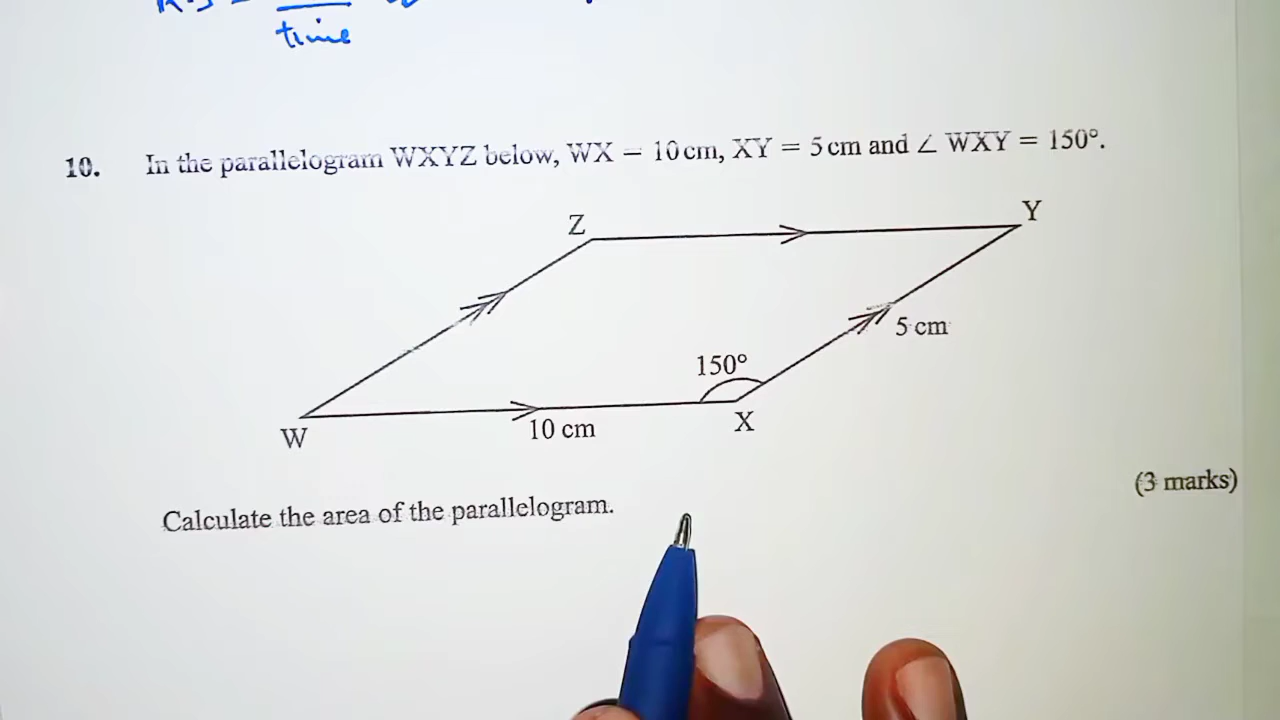 time
10. In the parallelogram WXYZ below, WX = 10 cm, XY = 5 cm and ∠ WXY = 150°.
Z
Y
5 cm
150°
W
10 cm
X
(3 marks)
Calculate the area of the parallelogram.